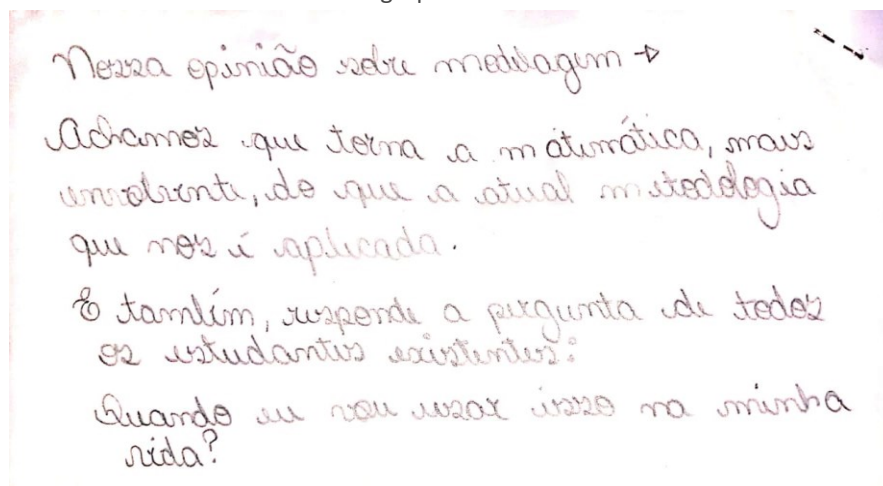 Nossa opinião sobre modelagem →
Achamos que torna a matemática, mais
envolvente, do que a atual metodologia
que nos é aplicada.
E também, responde a pergunta de todos
os estudantes existentes:
Quando eu vou usar isso na minha
vida?